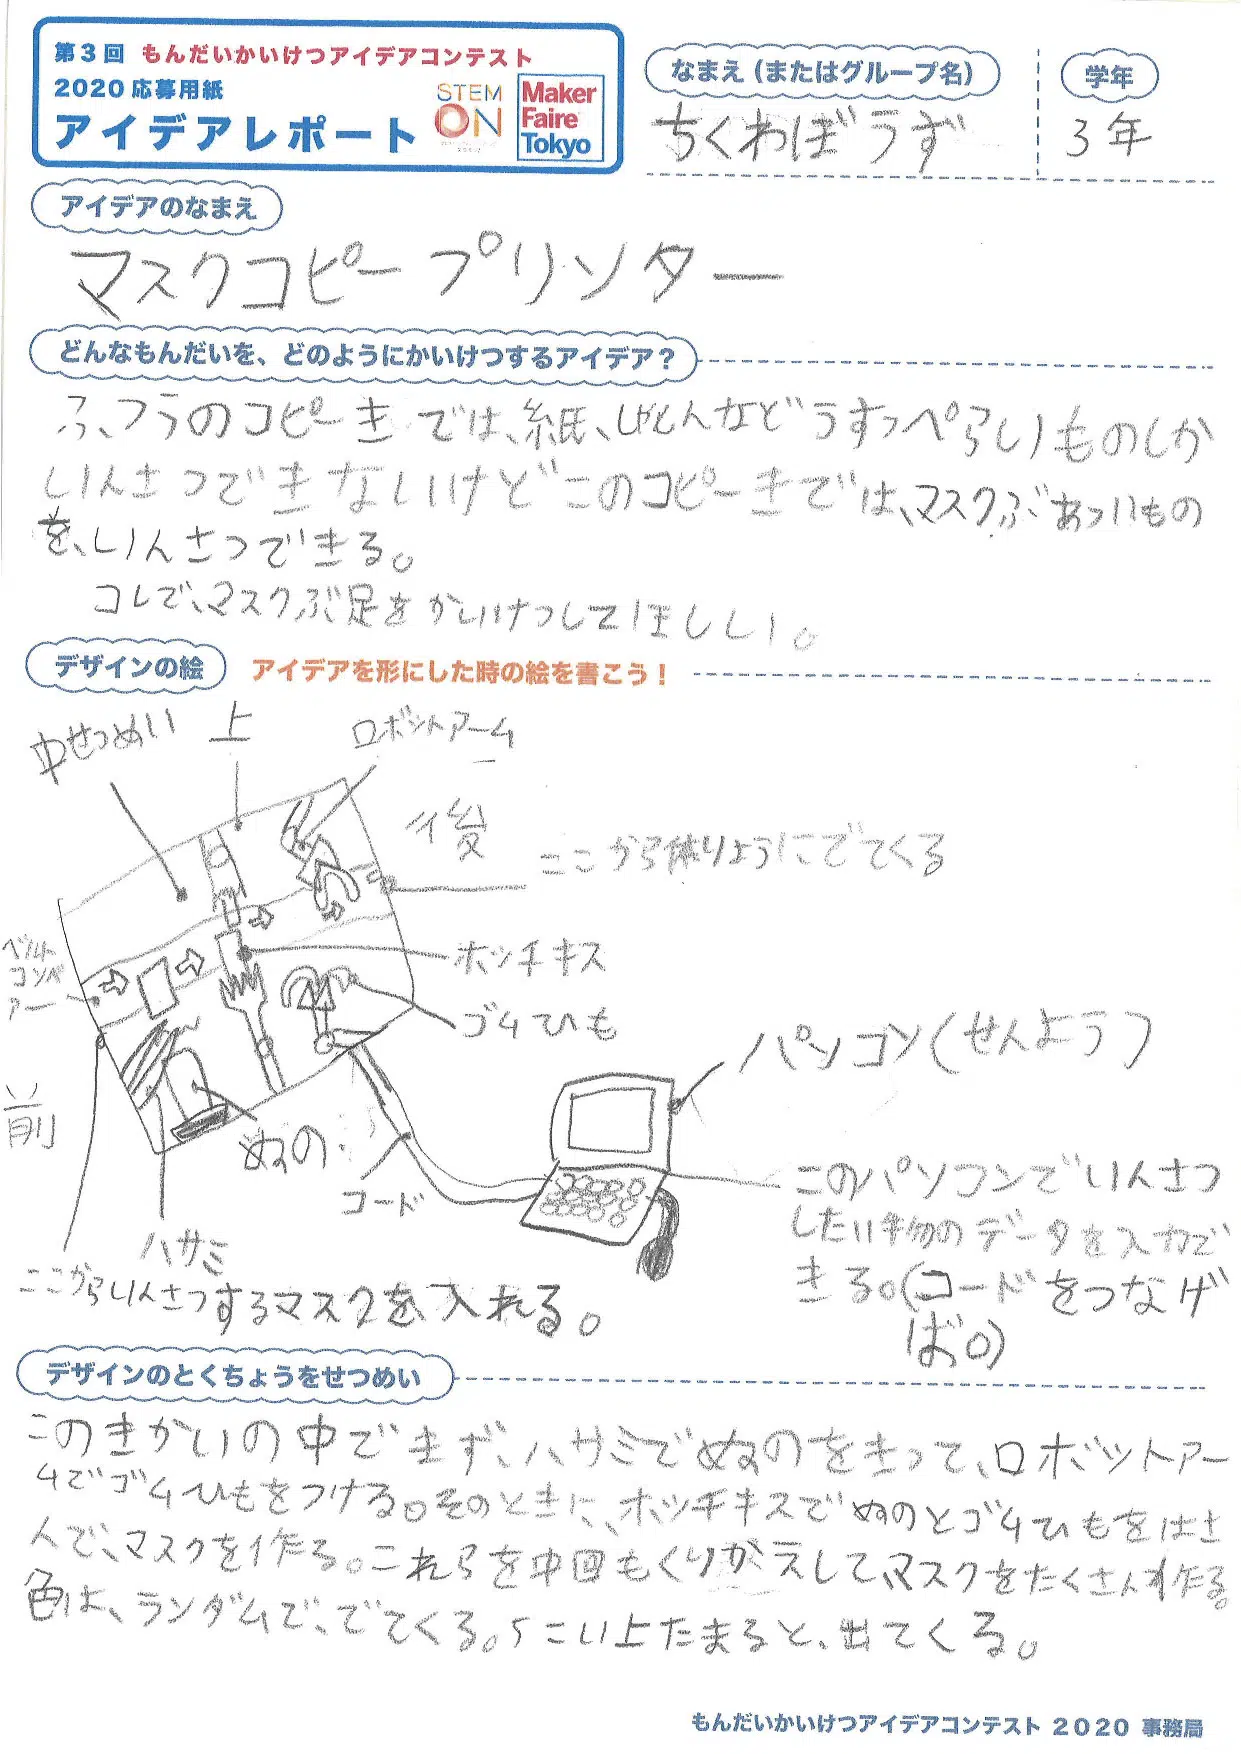 第3回 もんだいかいけつアイデアコンテスト
2020応募用紙
アイデアレポート
STEM
ON
Maker
Faire
Tokyo
なまえ(またはグループ名)
ちくわぼうず
学年
3年
アイデアのなまえ
マスクコピープリンター
どんなもんだいを、どのようにかいけつするアイデア?
ふつうのコピーきでは、紙、しゃしんなどうすっぺらいものしか
いんさつできないけどこのコピーきでは、マスクぶあついもの
を、いんさつできる。
コレで、マスクぶ足をかいけつしてほしい。
デザインの絵
アイデアを形にした時の絵を書こう!
中せつめい
上
ロボットアーム
後
ここから
ようにでてくる
ベルト
コンベ
アー
ホッチキス
ゴムひも
パソコン(せんよう)
前
ぬの
コード
このパソコンでいんさつ
したい物のデータを入力で
きる。(コードをつなげ
ば。)
ハサミ
ここからいんさつするマスクを、入れる。
デザインのとくちょうをせつめい
このきかいの中でまず、ハサミでぬのをきって、ロボットアー
ムでゴムひもをつける。そのときに、ホッチキスでぬのとゴムひもをはさ
んで、マスクを作る。これらを中回もくりかえしてマスクをたくさん作る。
色は、ランダムで、でてくる。5こい上たまると、出てくる。
もんだいかいけつアイデアコンテスト 2020 事務局